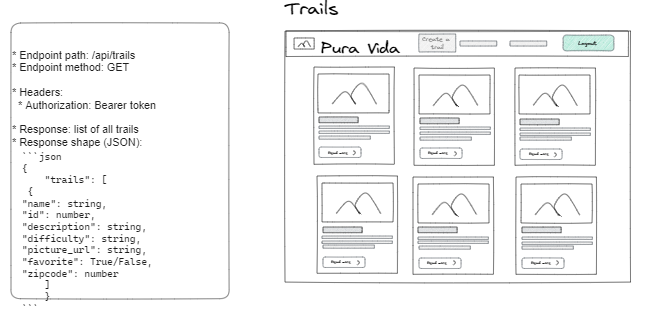 Trails
* Endpoint path: /api/trails
* Endpoint method: GET
* Headers:
* Authorization: Bearer token
* Response: list of all trails
* Response shape (JSON):
```json
{
"trails": [
{
"name": string,
"id": number,
"description": string,
"difficulty": string,
"picture_url": string,
"favorite": True/False,
"zipcode": number
]
}
```
Pura Vida
Create a
trail
Logout
Read more >
Read more >
Read more >
Read more >
Read more >
Read more >